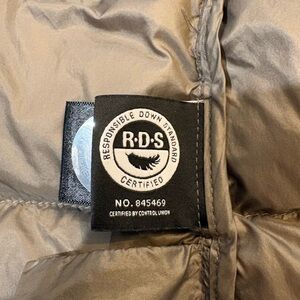 RESPONSIBLE DOWN STANDARD
R·D·S
CERTIFIED
NO. 845469
CERTIFIED BY CONTROL UNION